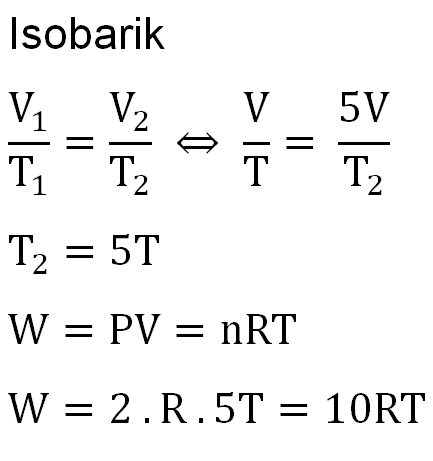 Isobarik
V₁/T₁ = V₂/T₂ ⇔ V/T = 5V/T₂
T₂ = 5T
W = PV = nRT
W = 2 . R . 5T = 10RT